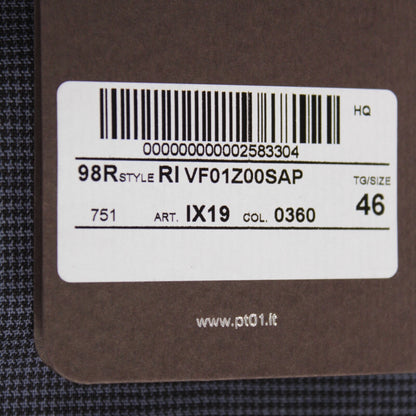 HQ
000000000002583304
98R STYLE RI VF01Z00SAP
TG/SIZE
46
751 ART. IX19 COL. 0360
www.pt01.it